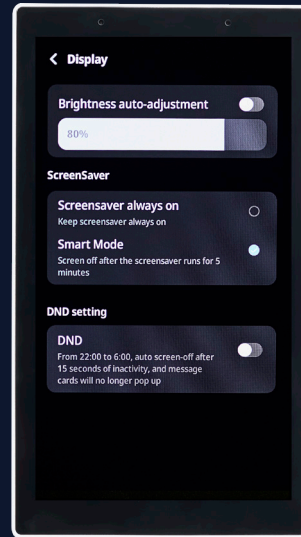 Display
Brightness auto-adjustment
80%
ScreenSaver
Screensaver always on
Keep screensaver always on
Smart Mode
Screen off after the screensaver runs for 5
minutes
DND setting
DND
From 22:00 to 6:00, auto screen-off after
15 seconds of inactivity, and message
cards will no longer pop up